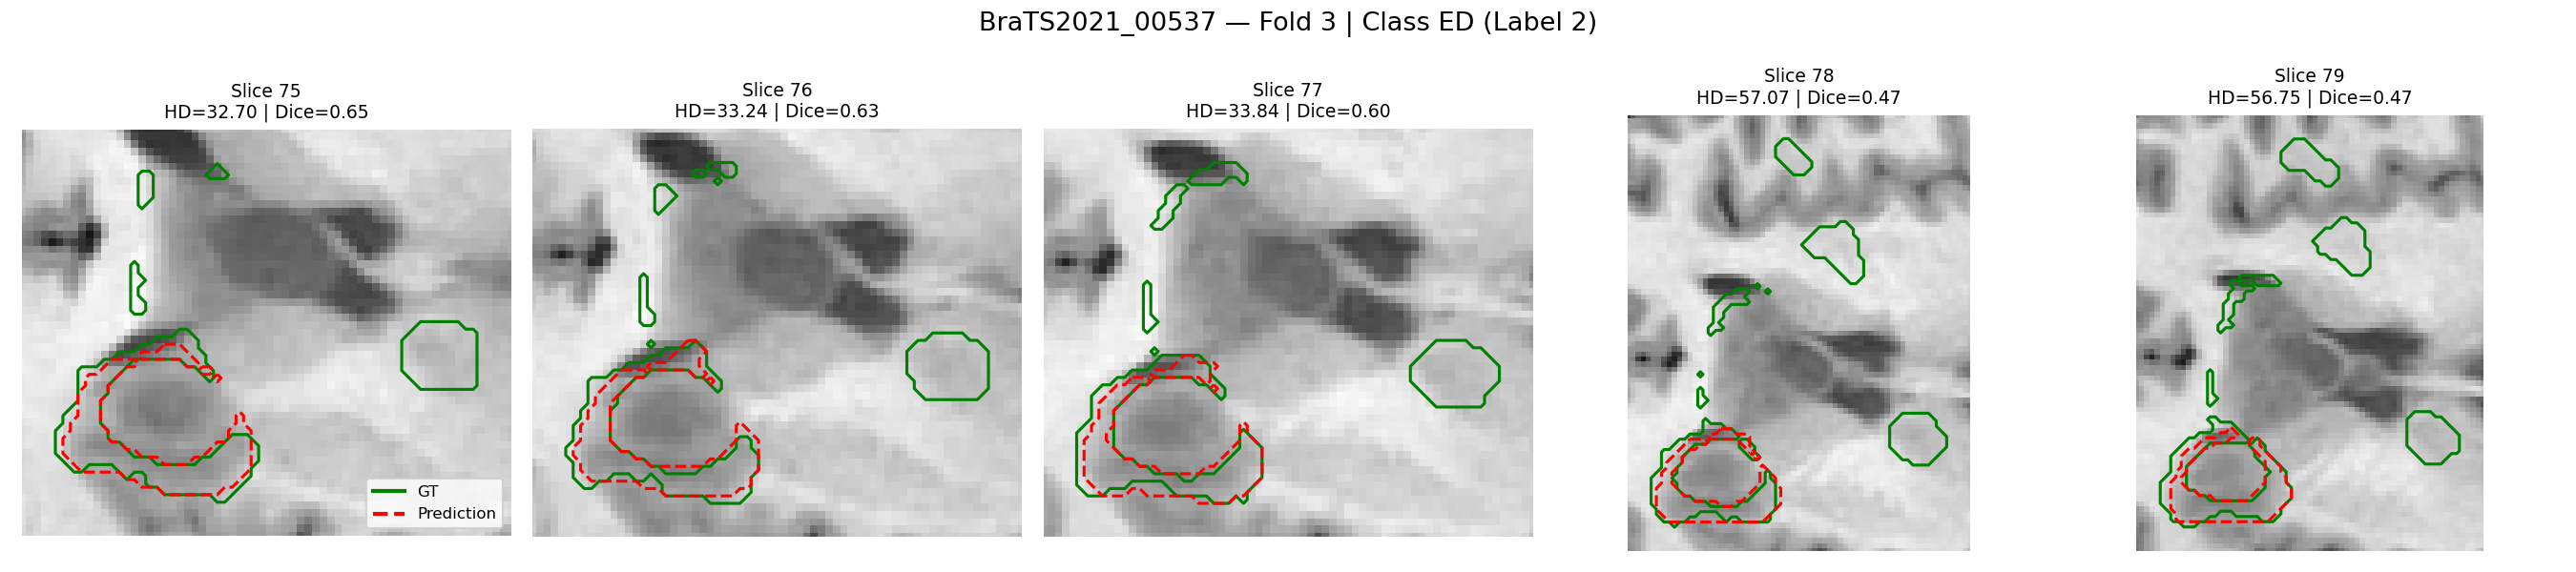 BraTS2021_00537 — Fold 3 | Class ED (Label 2)
Slice 75
HD=32.70 | Dice=0.65
Slice 76
HD=33.24 | Dice=0.63
Slice 77
HD=33.84 | Dice=0.60
Slice 78
HD=57.07 | Dice=0.47
Slice 79
HD=56.75 | Dice=0.47
GT
Prediction